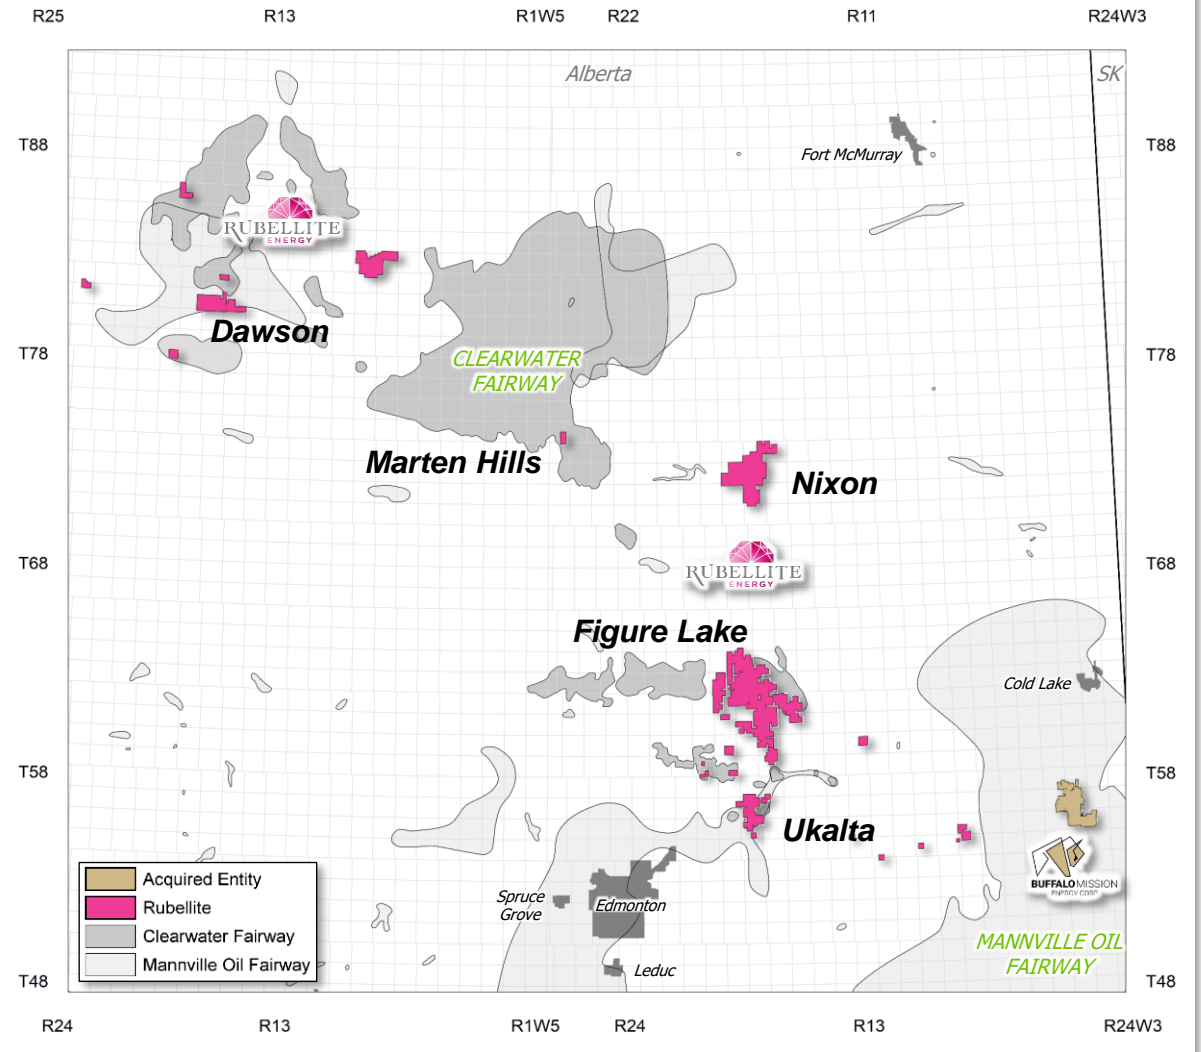 R25 R13 R1W5 R22 R11 R24W3
Alberta SK
T88 T88
Fort McMurray
RUBELLITE
ENERGY
Dawson
T78 T78
CLEARWATER
FAIRWAY
Marten Hills
Nixon
T68 T68
RUBELLITE
ENERGY
Figure Lake
Cold Lake
T58 T58
Ukalta
BUFFALO MISSION
ENERGY CORP
Acquired Entity
Rubellite
Clearwater Fairway
Mannville Oil Fairway
Spruce
Grove
Edmonton
Leduc
MANNVILLE OIL
FAIRWAY
T48 T48
R24 R13 R1W5 R24 R13 R24W3